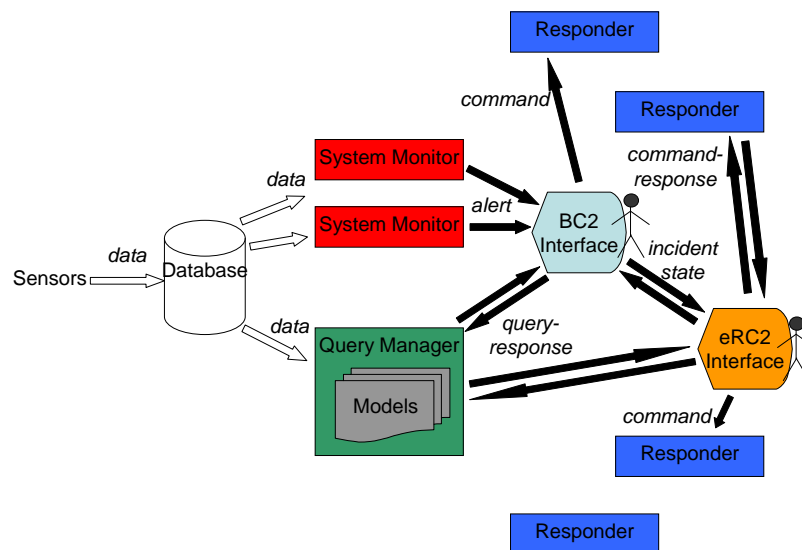 Responder
command
Responder
System Monitor
command-
response
data
System Monitor
alert
BC2
Interface
data
Database
Sensors
incident
state
data
Query Manager
query-
response
eRC2
Interface
Models
command
Responder
Responder